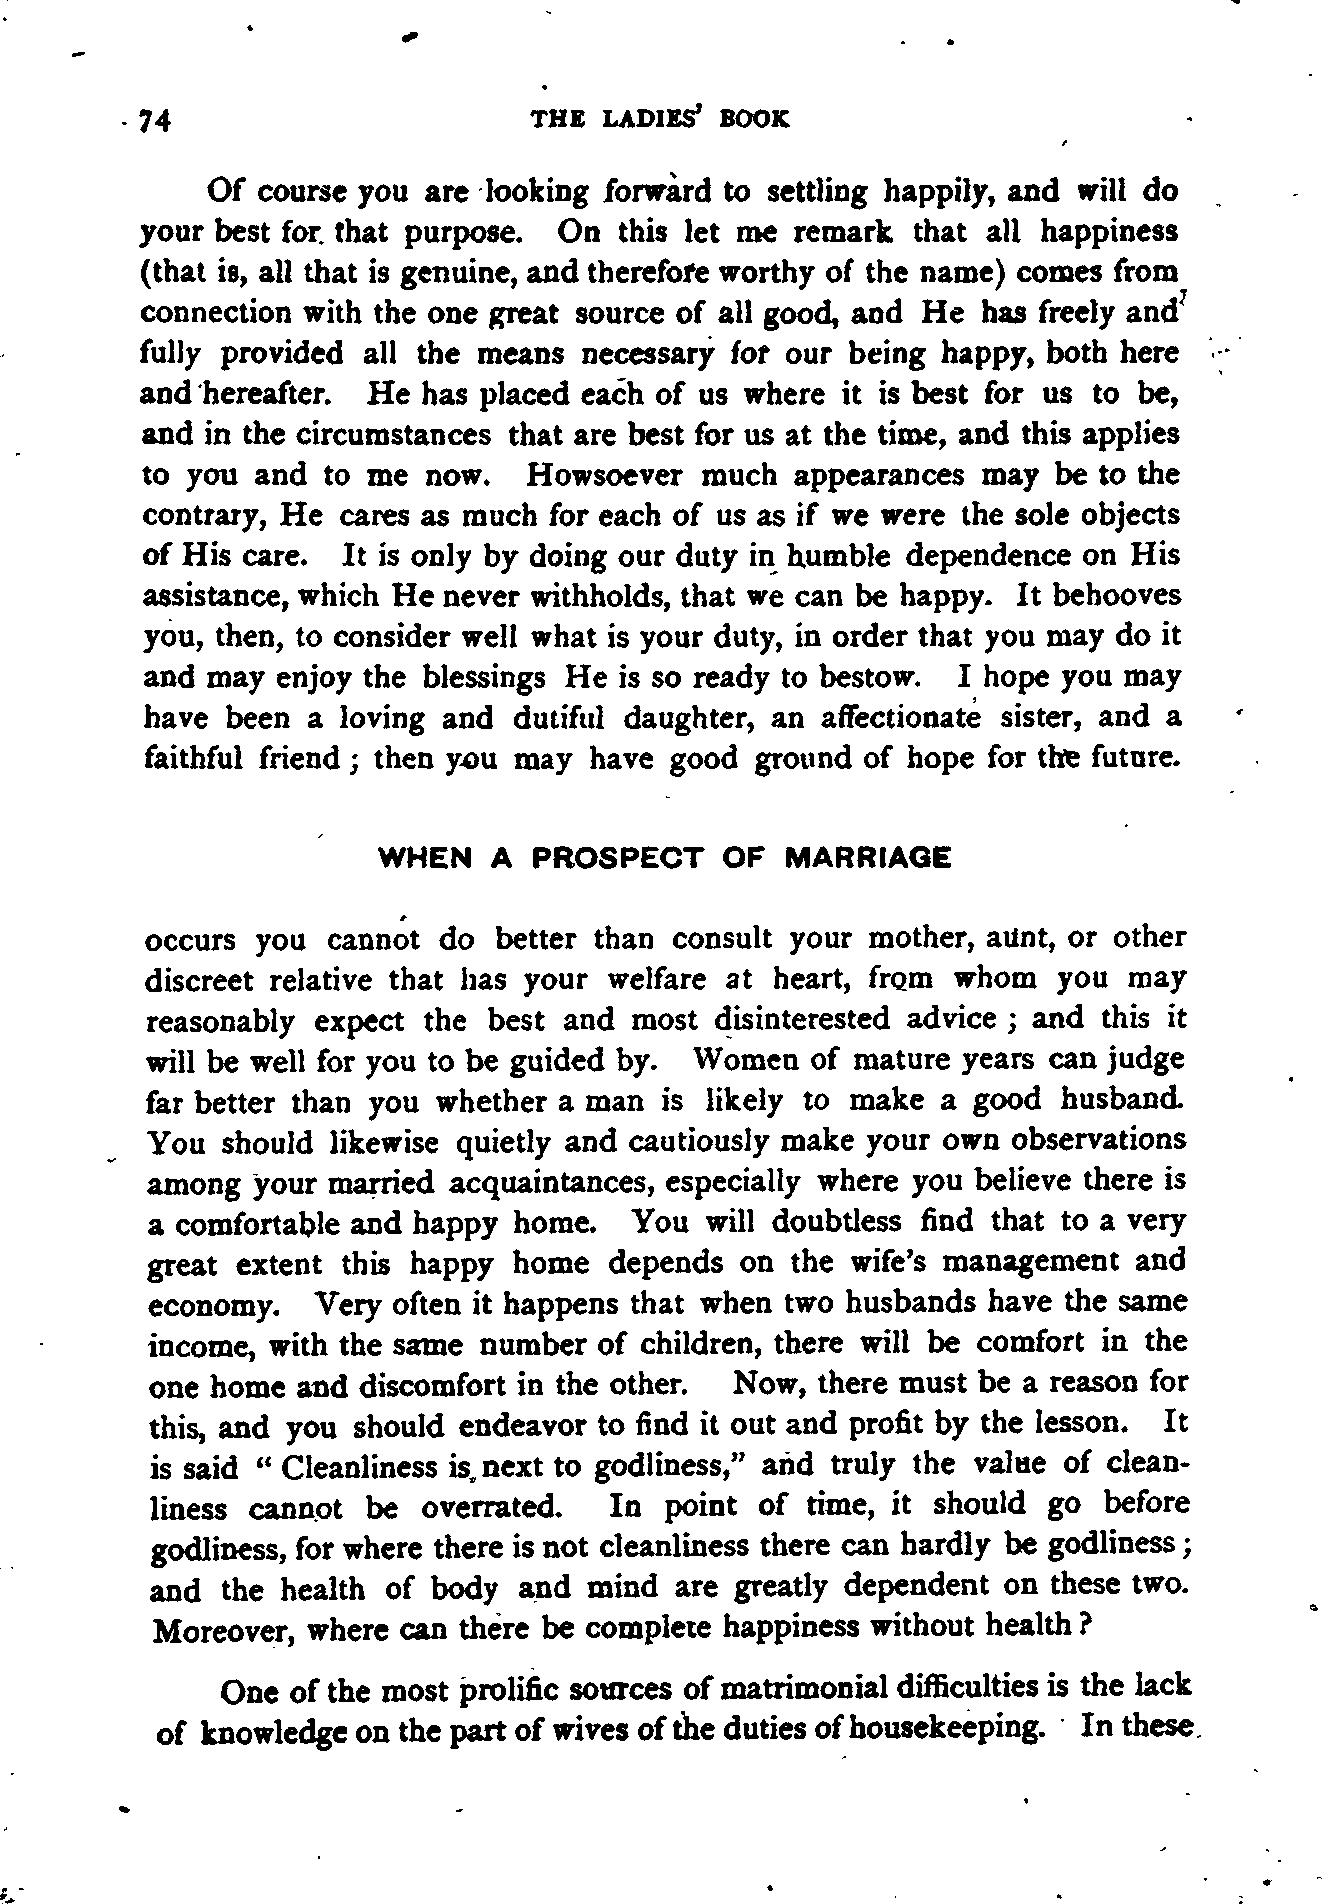 74 THE LADIES' BOOK
Of course you are looking forward to settling happily, and will do
your best for that purpose. On this let me remark that all happiness
(that is, all that is genuine, and therefore worthy of the name) comes from
connection with the one great source of all good, and He has freely and
fully provided all the means necessary for our being happy, both here
and hereafter. He has placed each of us where it is best for us to be,
and in the circumstances that are best for us at the time, and this applies
to you and to me now. Howsoever much appearances may be to the
contrary, He cares as much for each of us as if we were the sole objects
of His care. It is only by doing our duty in humble dependence on His
assistance, which He never withholds, that we can be happy. It behooves
you, then, to consider well what is your duty, in order that you may do it
and may enjoy the blessings He is so ready to bestow. I hope you may
have been a loving and dutiful daughter, an affectionate sister, and a
faithful friend ; then you may have good ground of hope for the future.
WHEN A PROSPECT OF MARRIAGE
occurs you cannot do better than consult your mother, aunt, or other
discreet relative that has your welfare at heart, from whom you may
reasonably expect the best and most disinterested advice ; and this it
will be well for you to be guided by. Women of mature years can judge
far better than you whether a man is likely to make a good husband.
You should likewise quietly and cautiously make your own observations
among your married acquaintances, especially where you believe there is
a comfortable and happy home. You will doubtless find that to a very
great extent this happy home depends on the wife's management and
economy. Very often it happens that when two husbands have the same
income, with the same number of children, there will be comfort in the
one home and discomfort in the other. Now, there must be a reason for
this, and you should endeavor to find it out and profit by the lesson. It
is said " Cleanliness is next to godliness," and truly the value of clean-
liness cannot be overrated. In point of time, it should go before
godliness, for where there is not cleanliness there can hardly be godliness ;
and the health of body and mind are greatly dependent on these two.
Moreover, where can there be complete happiness without health ?
One of the most prolific sources of matrimonial difficulties is the lack
of knowledge on the part of wives of the duties of housekeeping. In these